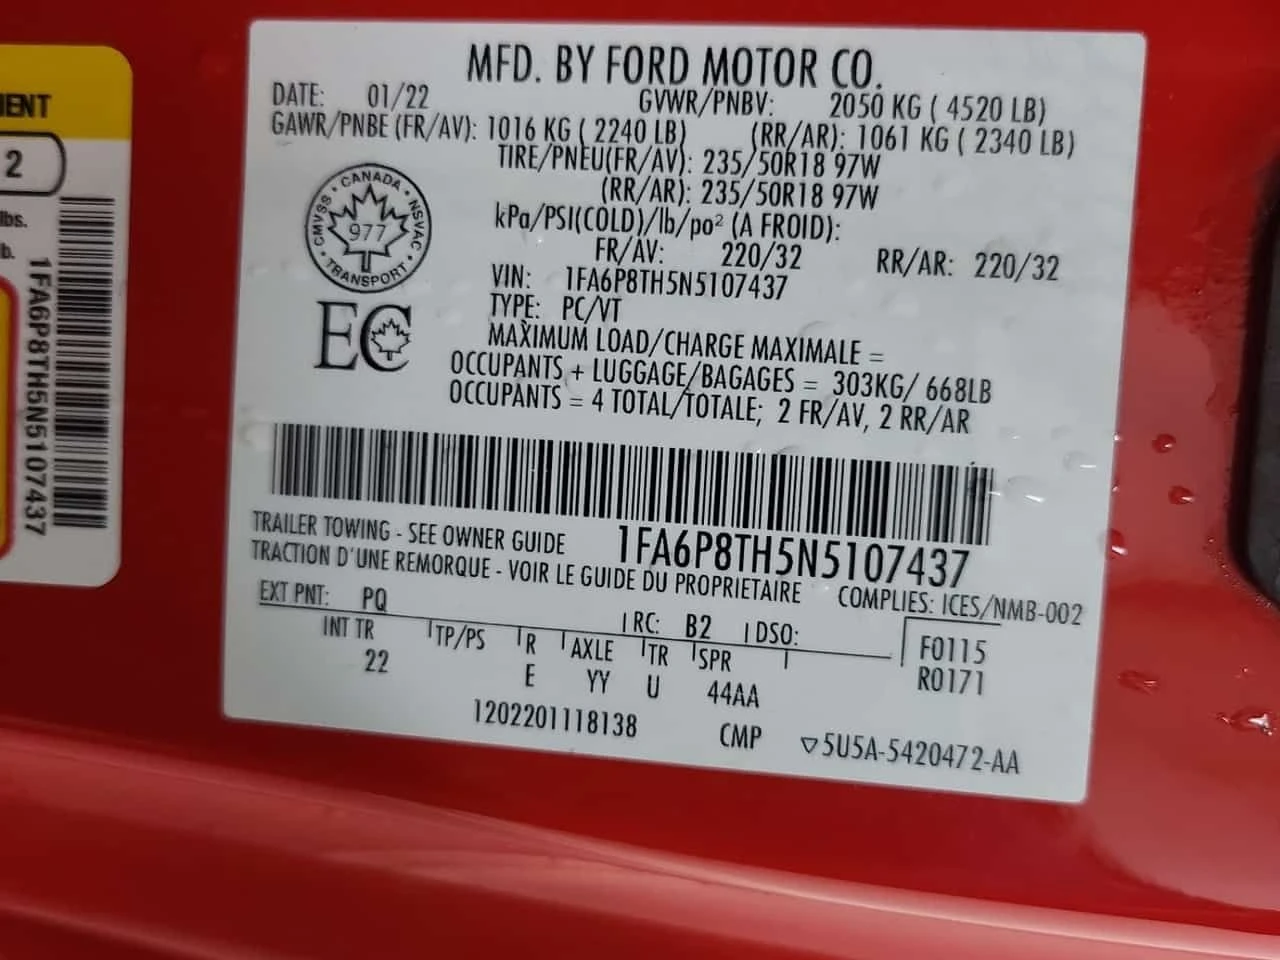 MFD. BY FORD MOTOR CO.
DATE: 01/22 GVWR/PNBV: 2050 KG ( 4520 LB)
GAWR/PNBE (FR/AV): 1016 KG ( 2240 LB) (RR/AR): 1061 KG ( 2340 LB)
TIRE/PNEU(FR/AV): 235/50R18 97W
(RR/AR): 235/50R18 97W
kPa/PSI(COLD)/lb/po² (A FROID):
FR/AV: 220/32 RR/AR: 220/32
VIN: 1FA6P8TH5N5107437
TYPE: PC/VT
MAXIMUM LOAD/CHARGE MAXIMALE =
OCCUPANTS + LUGGAGE/BAGAGES = 303KG/ 668LB
OCCUPANTS = 4 TOTAL/TOTALE; 2 FR/AV, 2 RR/AR
CANADA · NSVAC · TRANSPORT · CMVSS ·
977
EC
TRAILER TOWING - SEE OWNER GUIDE 1FA6P8TH5N5107437
TRACTION D'UNE REMORQUE - VOIR LE GUIDE DU PROPRIETAIRE COMPLIES: ICES/NMB-002
EXT PNT: PQ RC: B2 DSO: F0115
INT TR TP/PS R AXLE TR SPR R0171
22 E YY U 44AA
1202201118138 CMP ▽5U5A-5420472-AA
IENT
2
lbs.
b.
1FA6P8TH5N5107437